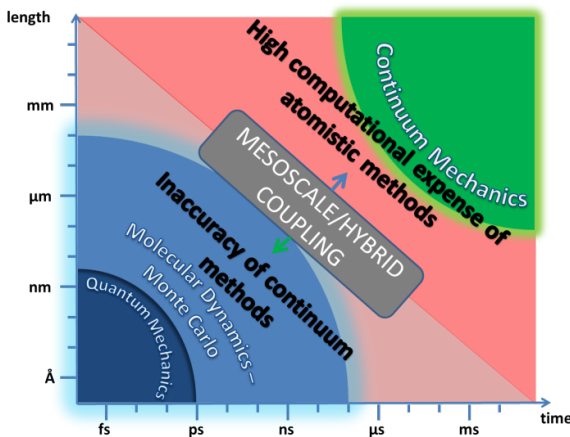 length
mm
μm
nm
Å
High computational expense of
atomistic methods
Continuum Mechanics
MESOSCALE/HYBRID
COUPLING
Inaccuracy of continuum
methods
Molecular Dynamics –
Monte Carlo
Quantum Mechanics
fs
ps
ns
μs
ms
time